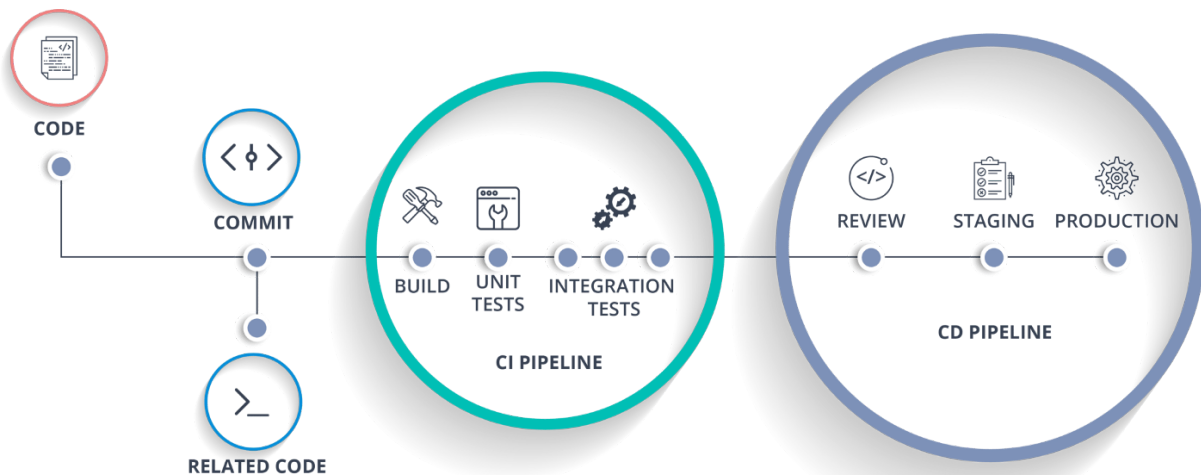 CODE
COMMIT
RELATED CODE
BUILD
UNIT
TESTS
INTEGRATION
TESTS
CI PIPELINE
REVIEW
STAGING
PRODUCTION
CD PIPELINE